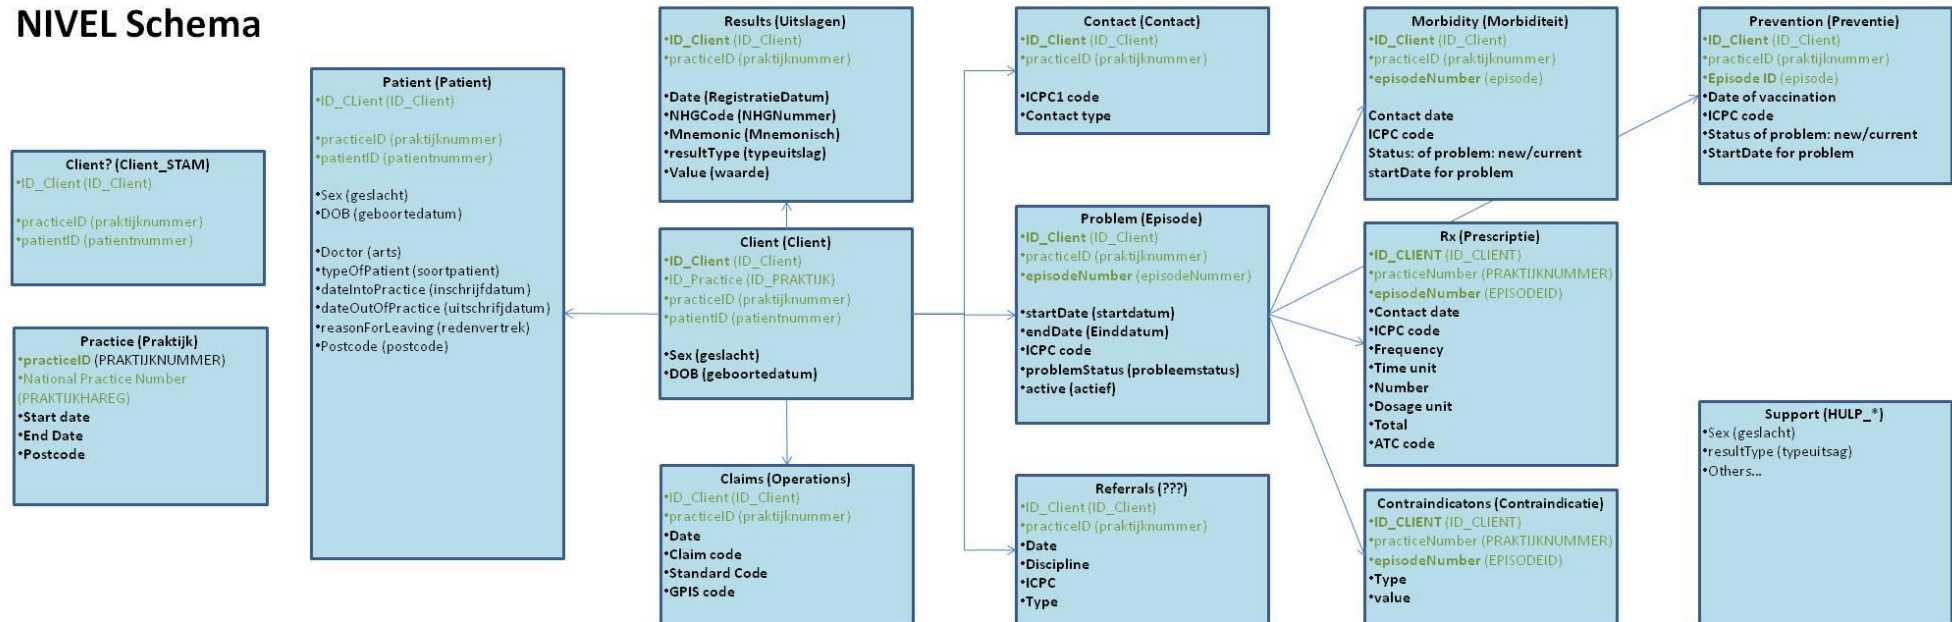 NIVEL Schema
Client? (Client_STAM)
•ID_Client (ID_Client)
•practiceID (praktijknummer)
•patientID (patientnummer)
Practice (Praktijk)
•practiceID (PRAKTIJKNUMMER)
•National Practice Number
(PRAKTIJKHAREG)
•Start date
•End Date
•Postcode
Patient (Patient)
•ID_CLient (ID_Client)
•practiceID (praktijknummer)
•patientID (patientnummer)
•Sex (geslacht)
•DOB (geboortedatum)
•Doctor (arts)
•typeOfPatient (soortpatient)
•dateIntoPractice (inschrijfdatum)
•dateOutOfPractice (uitschrifjdatum)
•reasonForLeaving (redenvertrek)
•Postcode (postcode)
Results (Uitslagen)
•ID_Client (ID_Client)
•practiceID (praktijknummer)
•Date (RegistratieDatum)
•NHGCode (NHGNummer)
•Mnemonic (Mnemonisch)
•resultType (typeuitslag)
•Value (waarde)
Client (Client)
•ID_Client (ID_Client)
•ID_Practice (ID_PRAKTIJK)
•practiceID (praktijknummer)
•patientID (patientnummer)
•Sex (geslacht)
•DOB (geboortedatum)
Claims (Operations)
•ID_Client (ID_Client)
•practiceID (praktijknummer)
•Date
•Claim code
•Standard Code
•GPIS code
Contact (Contact)
•ID_Client (ID_Client)
•practiceID (praktijknummer)
•ICPC1 code
•Contact type
Problem (Episode)
•ID_Client (ID_Client)
•practiceID (praktijknummer)
•episodeNumber (episodeNummer)
•startDate (startdatum)
•endDate (Einddatum)
•ICPC code
•problemStatus (probleemstatus)
•active (actief)
Referrals (???)
•ID_Client (ID_Client)
•practiceID (praktijknummer)
•Date
•Discipline
•ICPC
•Type
Morbidity (Morbiditeit)
•ID_Client (ID_Client)
•practiceID (praktijknummer)
•episodeNumber (episode)
Contact date
ICPC code
Status: of problem: new/current
startDate for problem
Rx (Prescriptie)
•ID_CLIENT (ID_CLIENT)
•practiceNumber (PRAKTIJKNUMMER)
•episodeNumber (EPISODEID)
•Contact date
•ICPC code
•Frequency
•Time unit
•Number
•Dosage unit
•Total
•ATC code
Contraindicatons (Contraindicatie)
•ID_CLIENT (ID_CLIENT)
•practiceNumber (PRAKTIJKNUMMER)
•episodeNumber (EPISODEID)
•Type
•value
Prevention (Preventie)
•ID_Client (ID_Client)
•practiceID (praktijknummer)
•Episode ID (episode)
•Date of vaccination
•ICPC code
•Status of problem: new/current
•StartDate for problem
Support (HULP_*)
•Sex (geslacht)
•resultType (typeuitsag)
•Others...